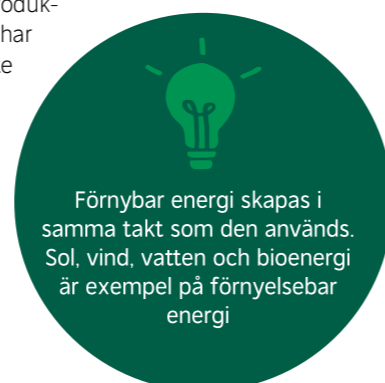 har
Förnybar energi skapas i
samma takt som den används.
Sol, vind, vatten och bioenergi
är exempel på förnyelsebar
energi